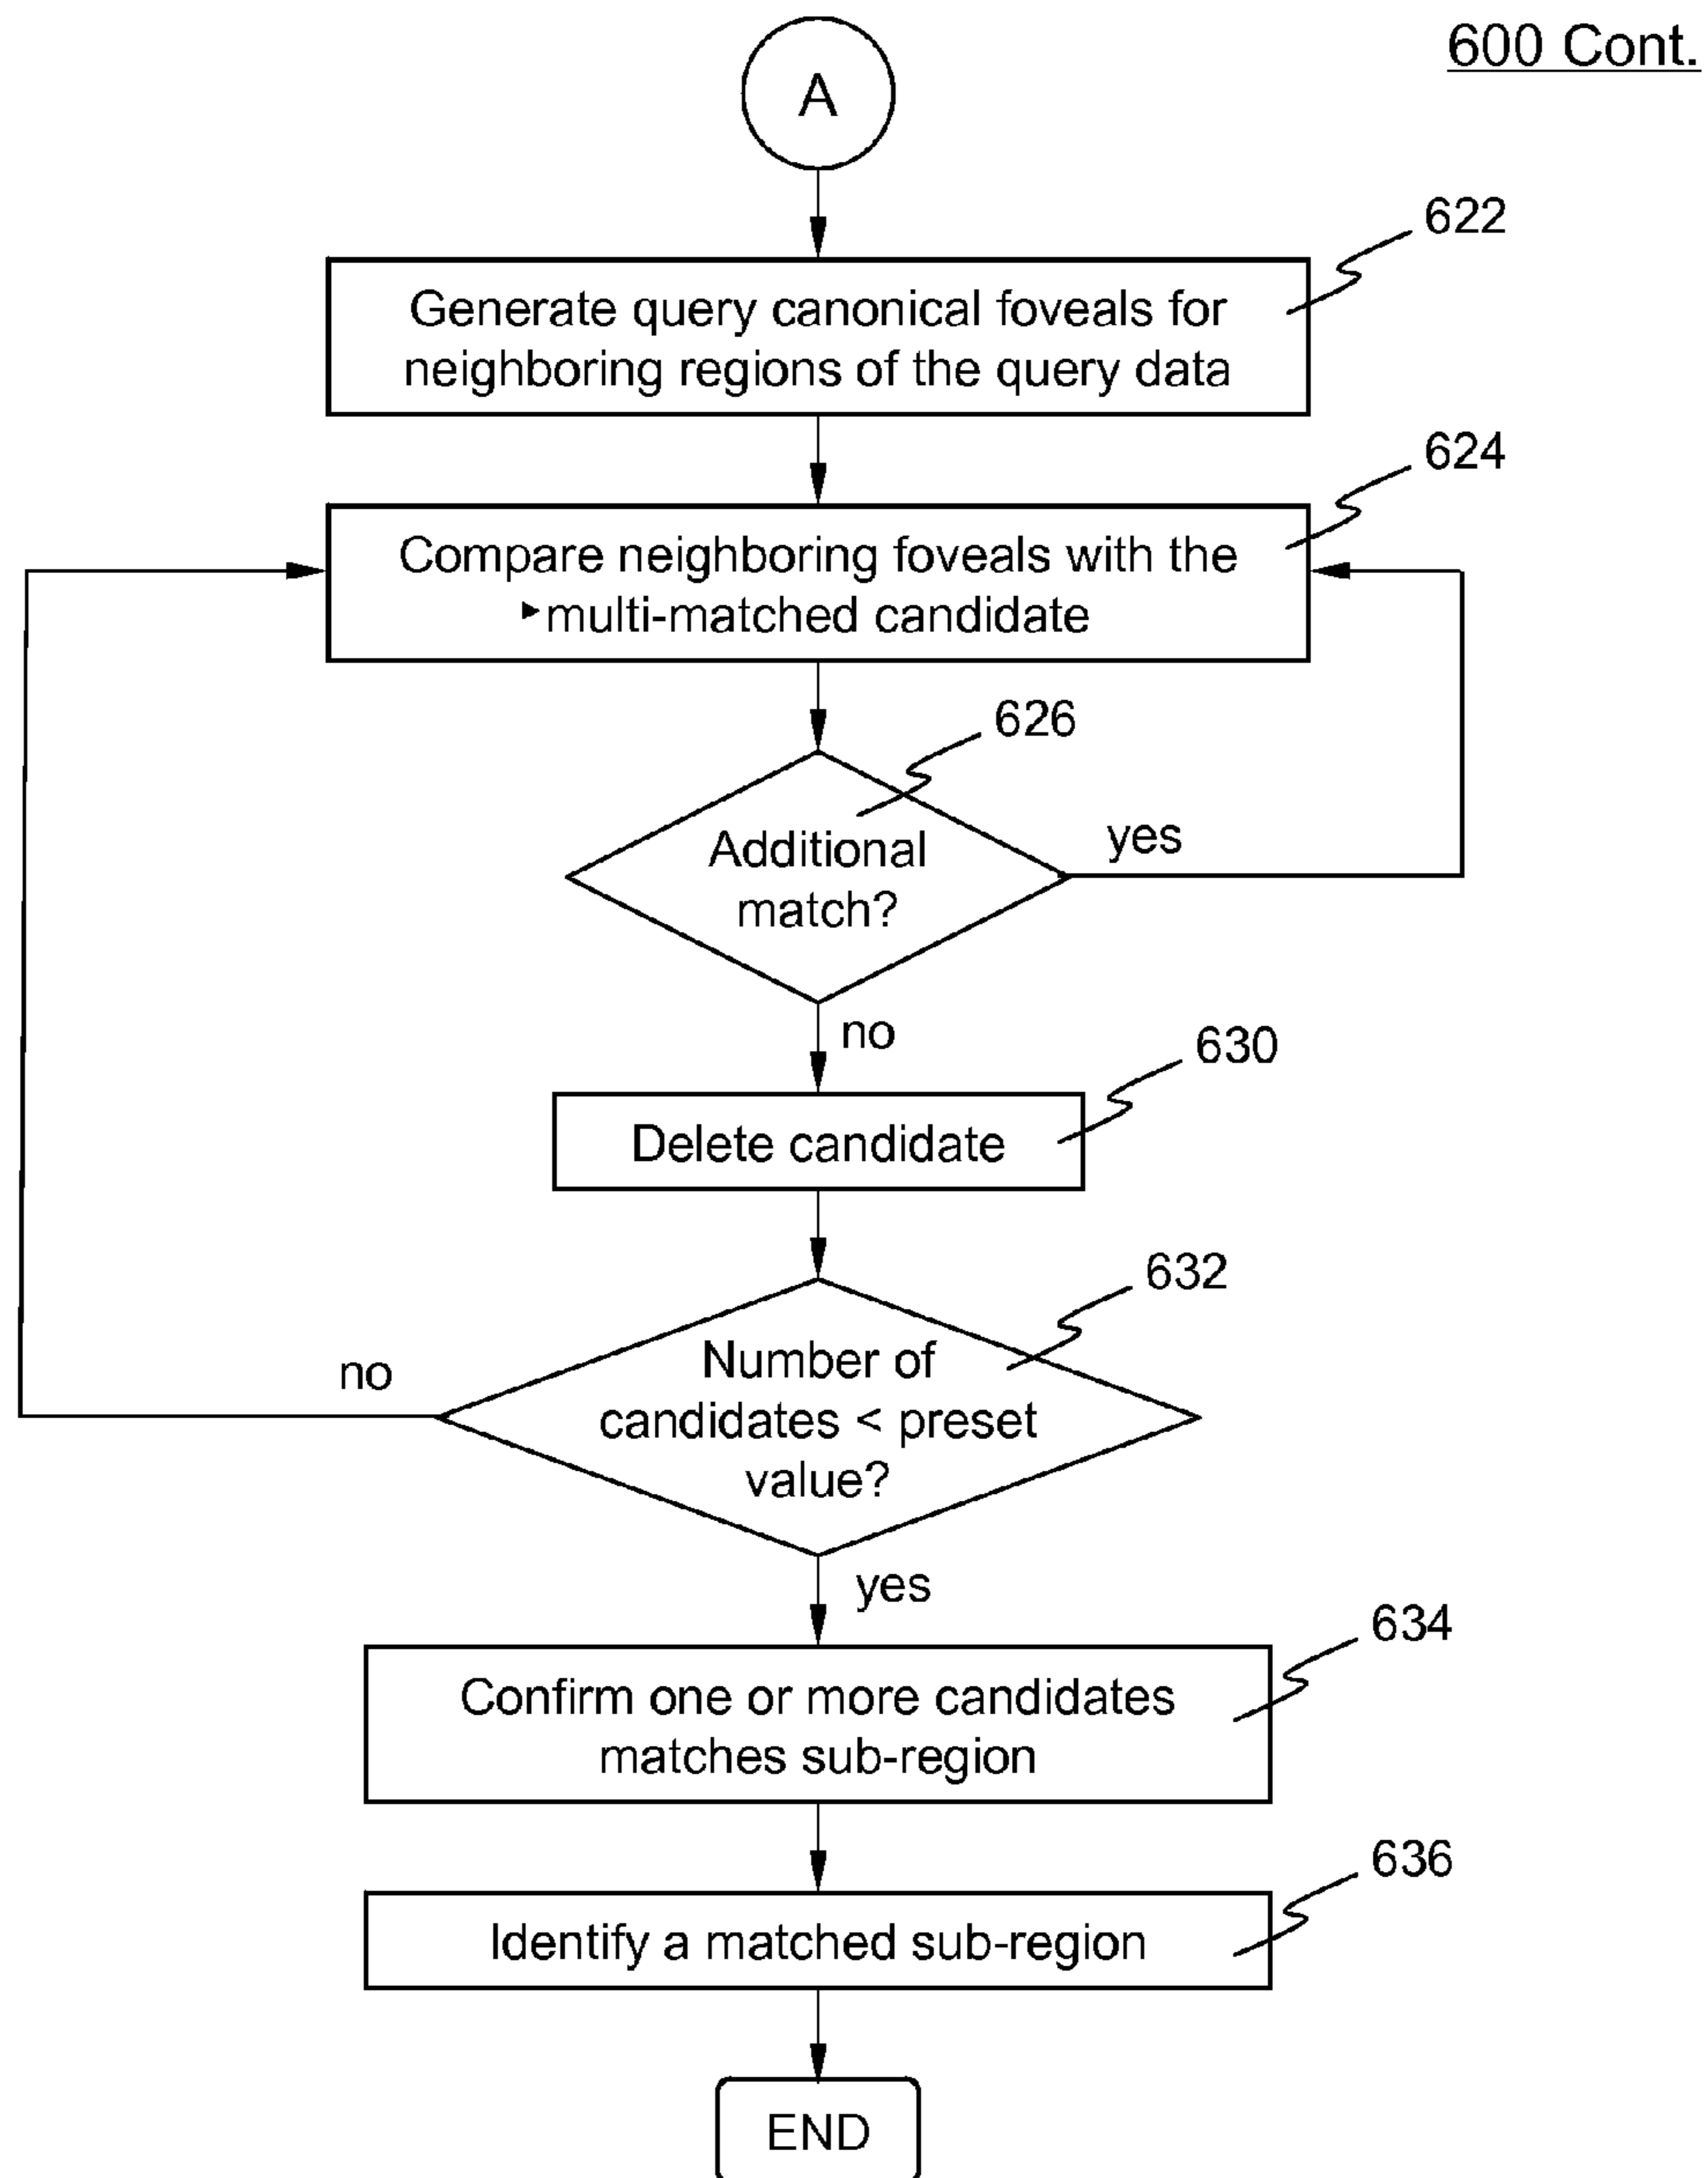 600 Cont.
A
622
Generate query canonical foveals for
neighboring regions of the query data
624
Compare neighboring foveals with the
multi-matched candidate
626
Additional
match?
yes
no
630
Delete candidate
632
Number of
candidates < preset
value?
no
yes
634
Confirm one or more candidates
matches sub-region
636
Identify a matched sub-region
END